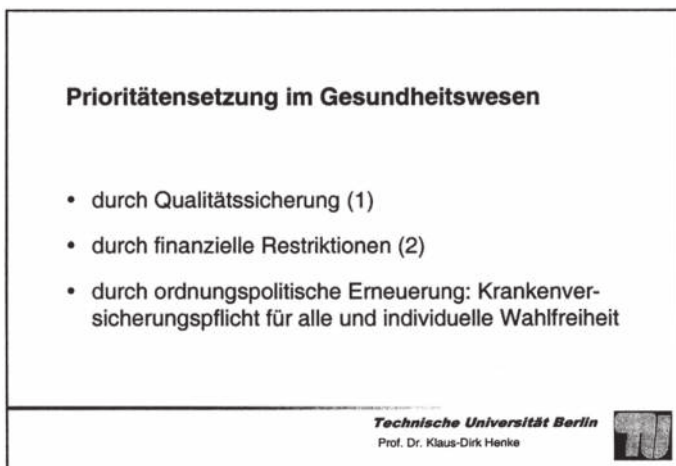 Prioritätensetzung im Gesundheitswesen
• durch Qualitätssicherung (1)
• durch finanzielle Restriktionen (2)
• durch ordnungspolitische Erneuerung: Krankenver-
sicherungspflicht für alle und individuelle Wahlfreiheit
Technische Universität Berlin
Prof. Dr. Klaus-Dirk Henke
TU